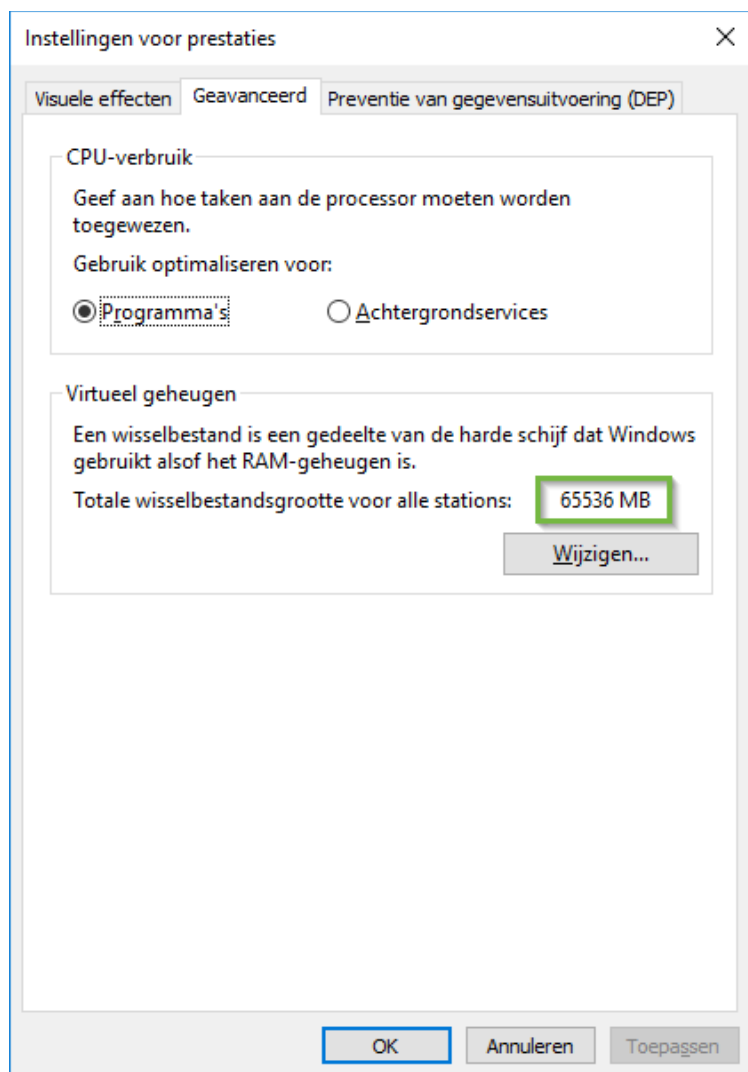 Instellingen voor prestaties
Visuele effecten Geavanceerd Preventie van gegevensuitvoering (DEP)
CPU-verbruik
Geef aan hoe taken aan de processor moeten worden
toegewezen.
Gebruik optimaliseren voor:
Programma's Achtergrondservices
Virtueel geheugen
Een wisselbestand is een gedeelte van de harde schijf dat Windows
gebruikt alsof het RAM-geheugen is.
Totale wisselbestandsgrootte voor alle stations: 65536 MB
Wijzigen...
OK Annuleren Toepassen